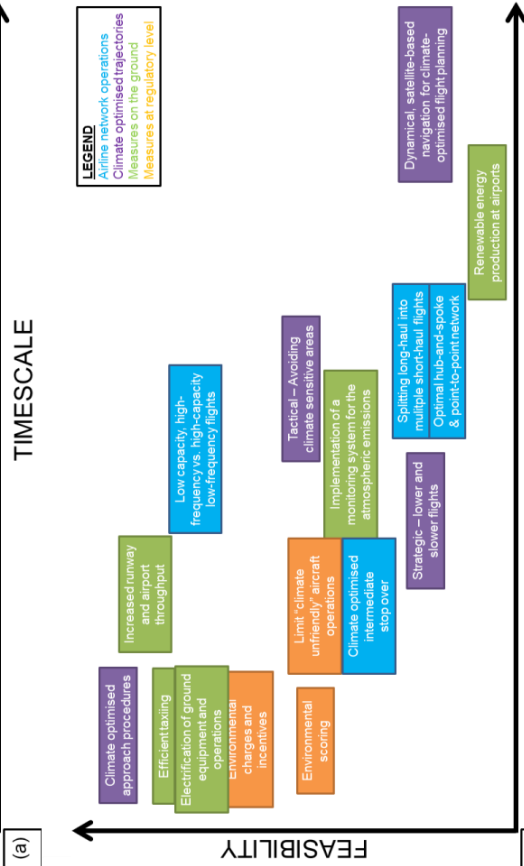 (a)
TIMESCALE
FEASIBILITY
LEGEND
Airline network operations
Climate optimised trajectories
Measures on the ground
Measures at regulatory level
Climate optimised
approach procedures
Efficient taxiing
Electrification of ground
equipment and
operations
Environmental
charges and
incentives
Environmental
scoring
Increased runway
and airport
throughput
Low capacity, high-
frequency vs. high-capacity
low-frequency flights
Limit "climate
unfriendly" aircraft
operations
Climate optimised
intermediate
stop over
Tactical – Avoiding
climate sensitive areas
Implementation of a
monitoring system for the
atmospheric emissions
Strategic – lower and
slower flights
Splitting long-haul into
mulitple short-haul flights
Optimal hub-and-spoke
& point-to-point network
Dynamical, satellite-based
navigation for climate-
optimised flight planning
Renewable energy
production at airports